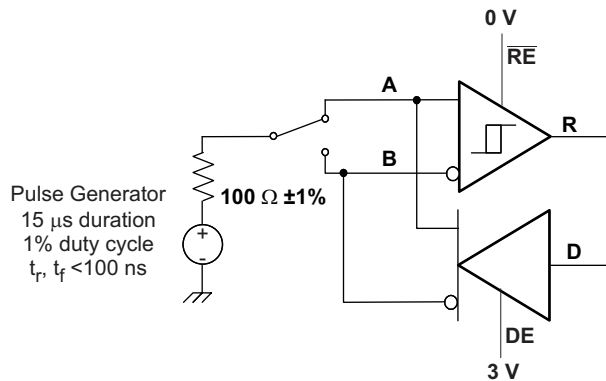 0 V
RE
A
R
B
100 Ω ±1%
Pulse Generator
15 μs duration
1% duty cycle
tr, tf <100 ns
+
-
D
DE
3 V